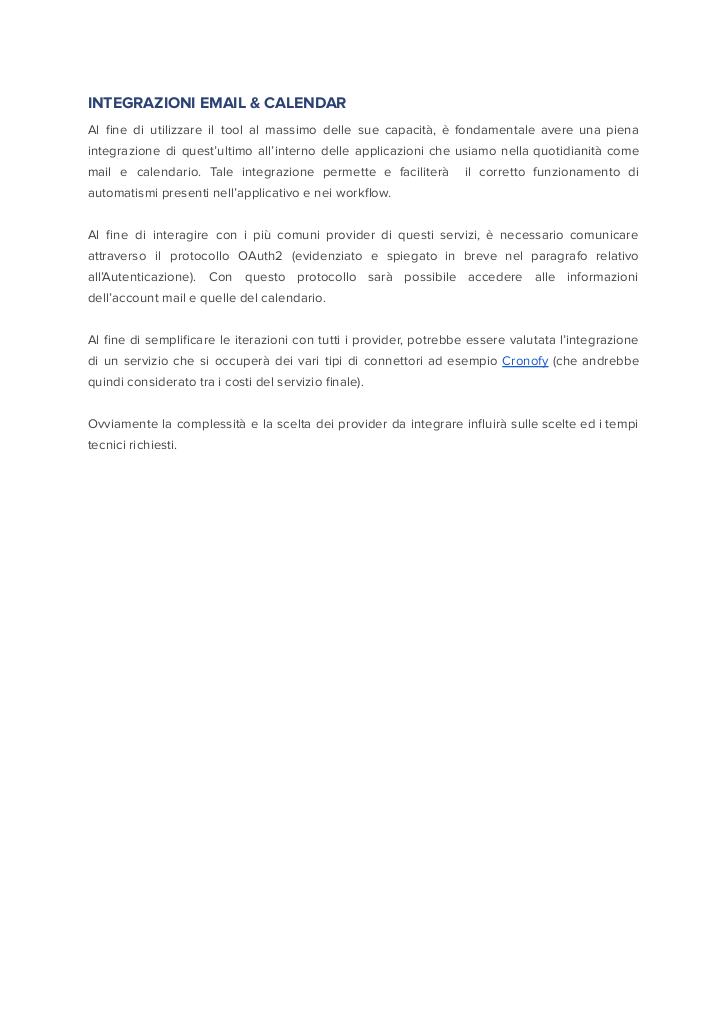 INTEGRAZIONI EMAIL & CALENDAR
Al fine di utilizzare il tool al massimo delle sue capacità, è fondamentale avere una piena
integrazione di quest'ultimo all'interno delle applicazioni che usiamo nella quotidianità come
mail e calendario. Tale integrazione permette e faciliterà il corretto funzionamento di
automatismi presenti nell'applicativo e nei workflow.
Al fine di interagire con i più comuni provider di questi servizi, è necessario comunicare
attraverso il protocollo OAuth2 (evidenziato e spiegato in breve nel paragrafo relativo
all'Autenticazione). Con questo protocollo sarà possibile accedere alle informazioni
dell'account mail e quelle del calendario.
Al fine di semplificare le iterazioni con tutti i provider, potrebbe essere valutata l'integrazione
di un servizio che si occuperà dei vari tipi di connettori ad esempio Cronofy (che andrebbe
quindi considerato tra i costi del servizio finale).
Ovviamente la complessità e la scelta dei provider da integrare influirà sulle scelte ed i tempi
tecnici richiesti.